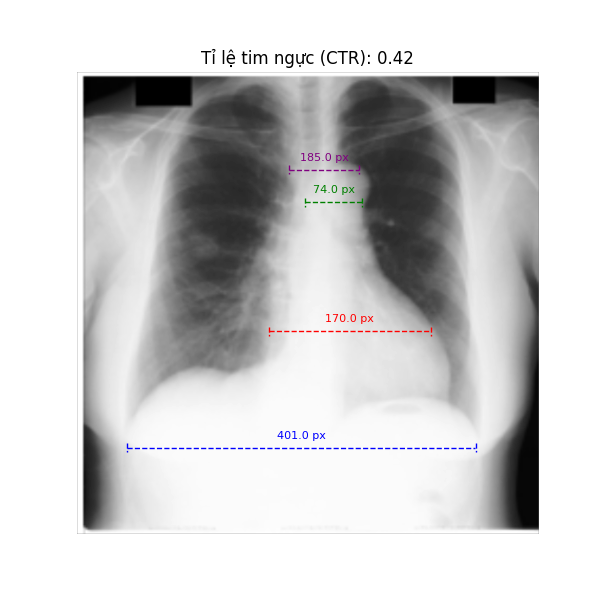 Tỉ lệ tim ngực (CTR): 0.42
185.0 px
74.0 px
170.0 px
401.0 px